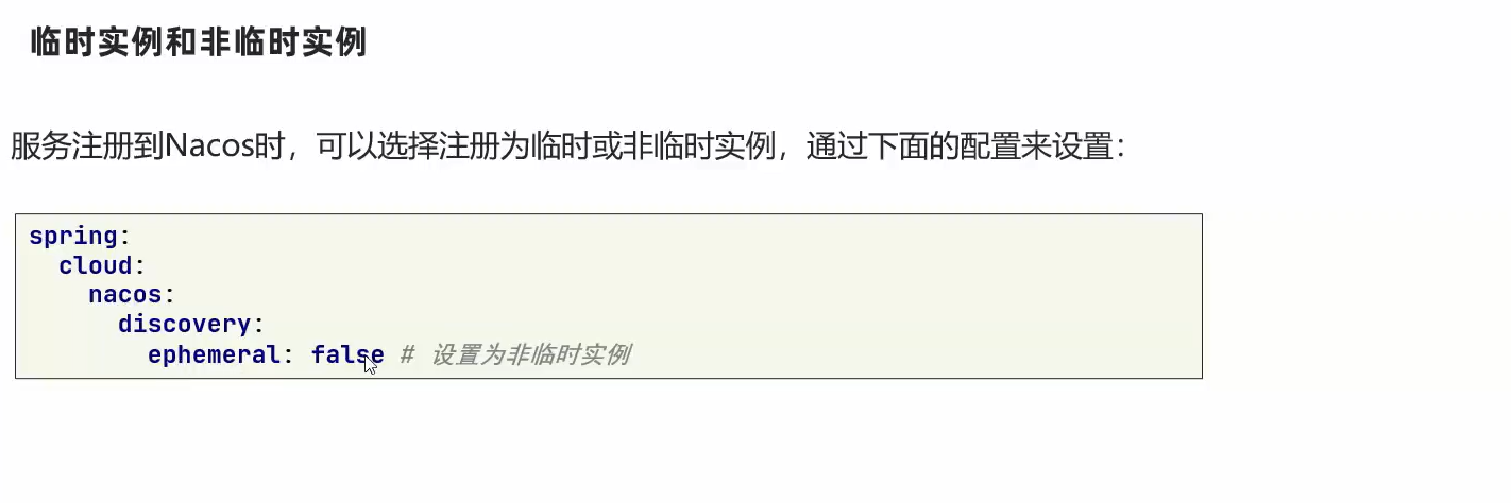 临时实例和非临时实例
服务注册到Nacos时，可以选择注册为临时或非临时实例，通过下面的配置来设置：
spring:
  cloud:
    nacos:
      discovery:
        ephemeral: false # 设置为非临时实例